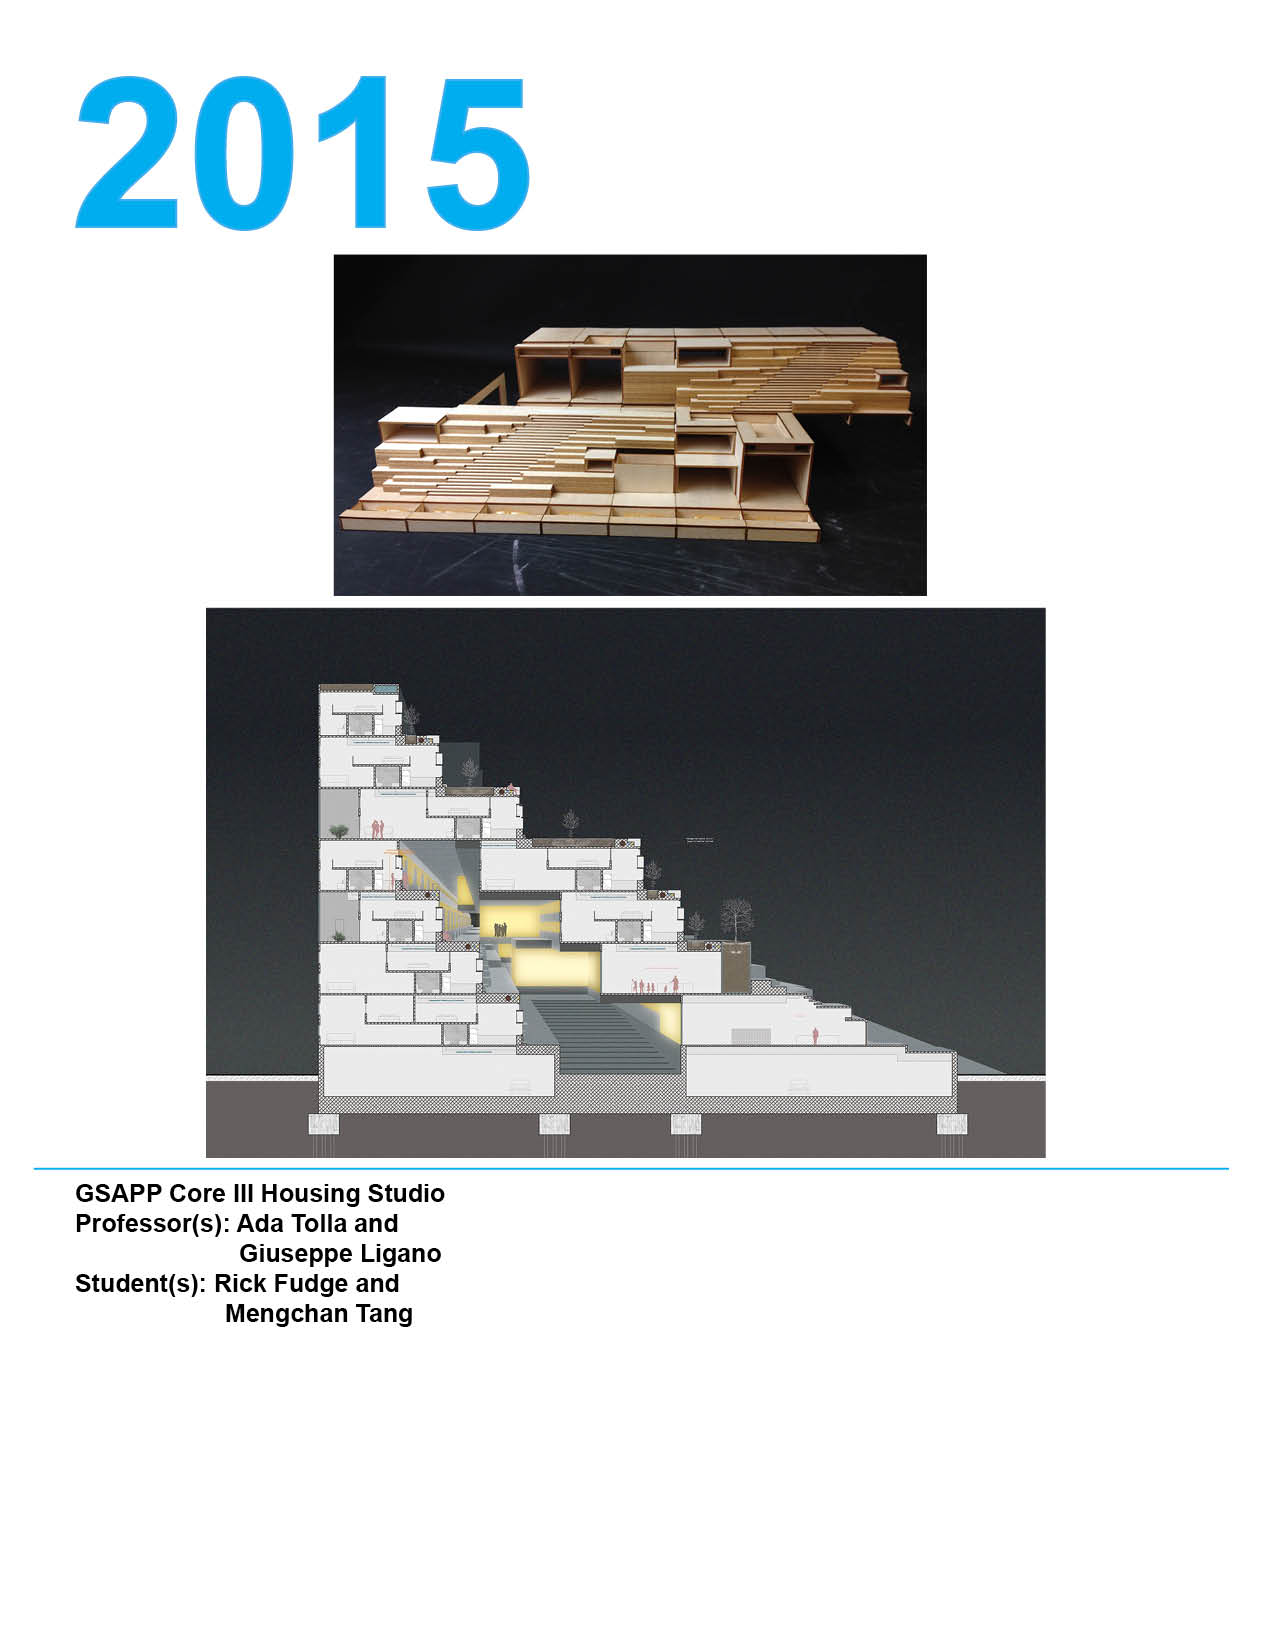 2015
GSAPP Core III Housing Studio
Professor(s): Ada Tolla and
Giuseppe Ligano
Student(s): Rick Fudge and
Mengchan Tang